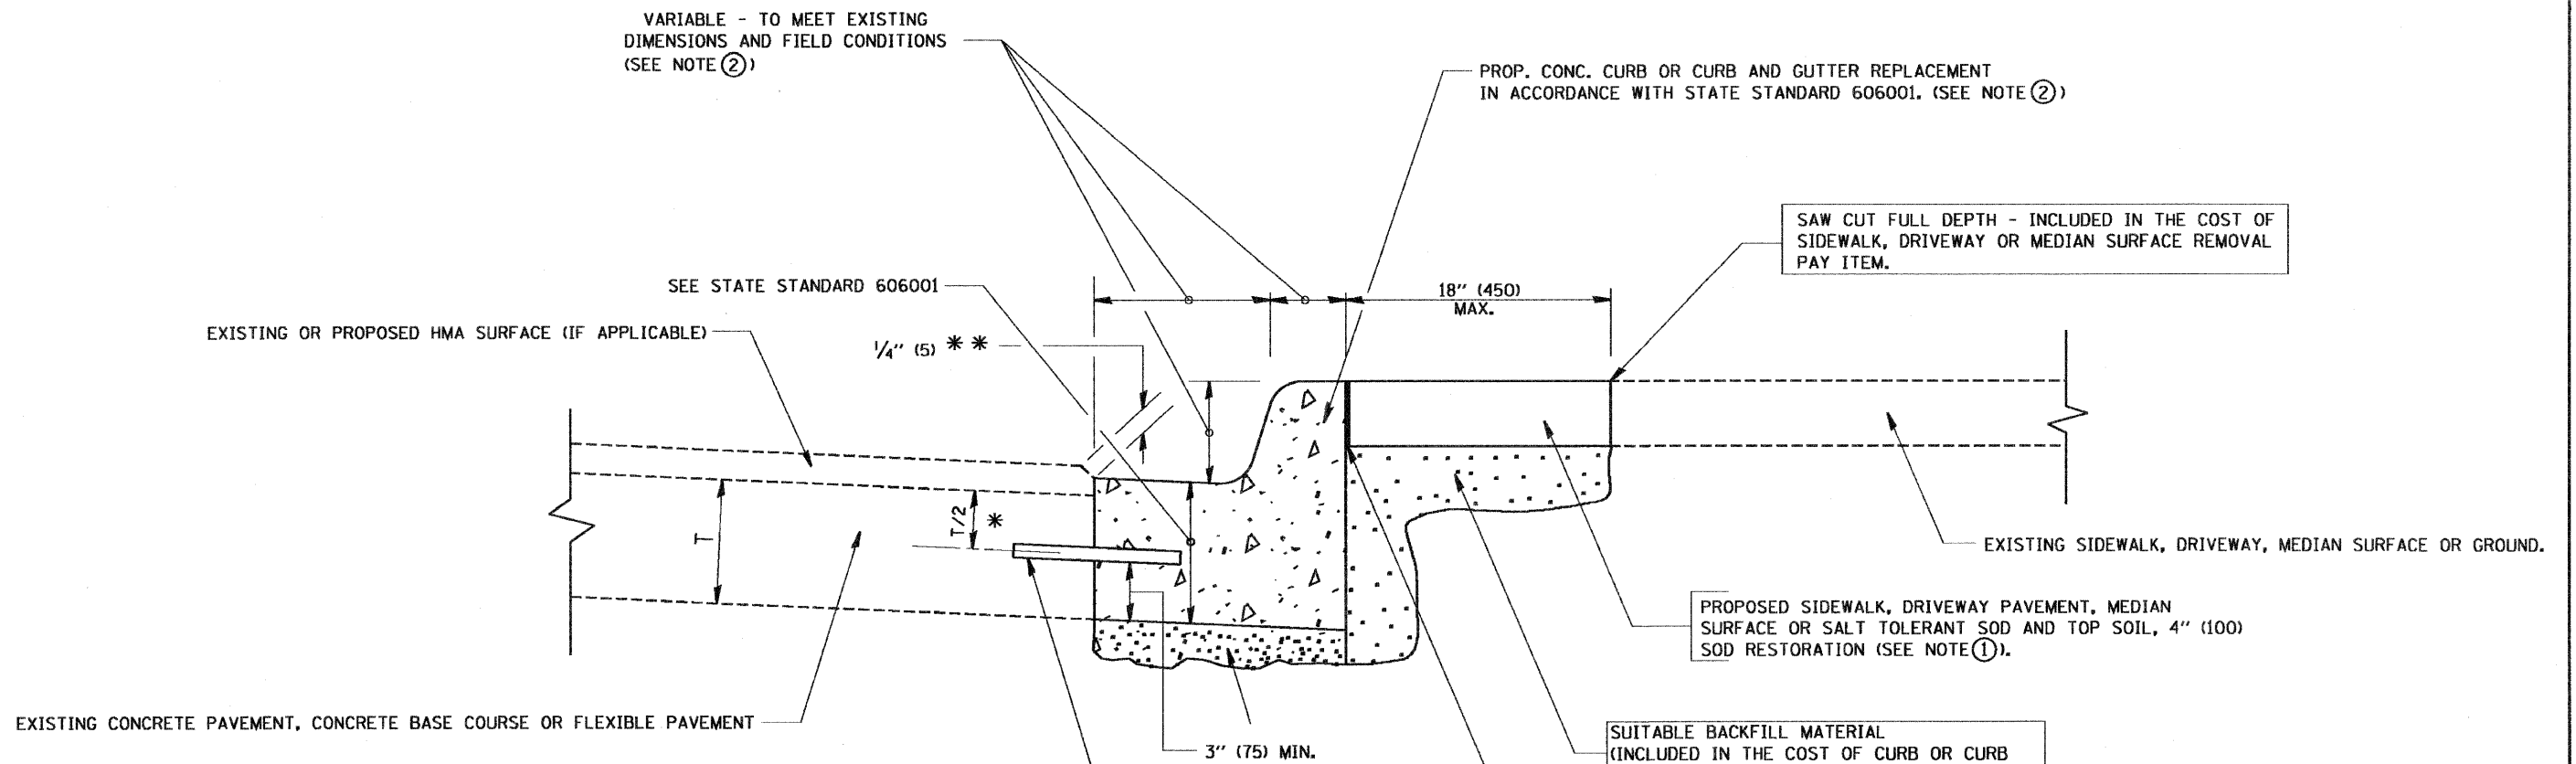 VARIABLE - TO MEET EXISTING
DIMENSIONS AND FIELD CONDITIONS
(SEE NOTE ②)
PROP. CONC. CURB OR CURB AND GUTTER REPLACEMENT
IN ACCORDANCE WITH STATE STANDARD 606001. (SEE NOTE ②)
SAW CUT FULL DEPTH - INCLUDED IN THE COST OF
SIDEWALK, DRIVEWAY OR MEDIAN SURFACE REMOVAL
PAY ITEM.
SEE STATE STANDARD 606001
18" (450)
MAX.
EXISTING OR PROPOSED HMA SURFACE (IF APPLICABLE)
1/4" (5) * *
T
T/2 *
EXISTING SIDEWALK, DRIVEWAY, MEDIAN SURFACE OR GROUND.
PROPOSED SIDEWALK, DRIVEWAY PAVEMENT, MEDIAN
SURFACE OR SALT TOLERANT SOD AND TOP SOIL, 4" (100)
SOD RESTORATION (SEE NOTE ①).
EXISTING CONCRETE PAVEMENT, CONCRETE BASE COURSE OR FLEXIBLE PAVEMENT
3" (75) MIN.
SUITABLE BACKFILL MATERIAL
(INCLUDED IN THE COST OF CURB OR CURB